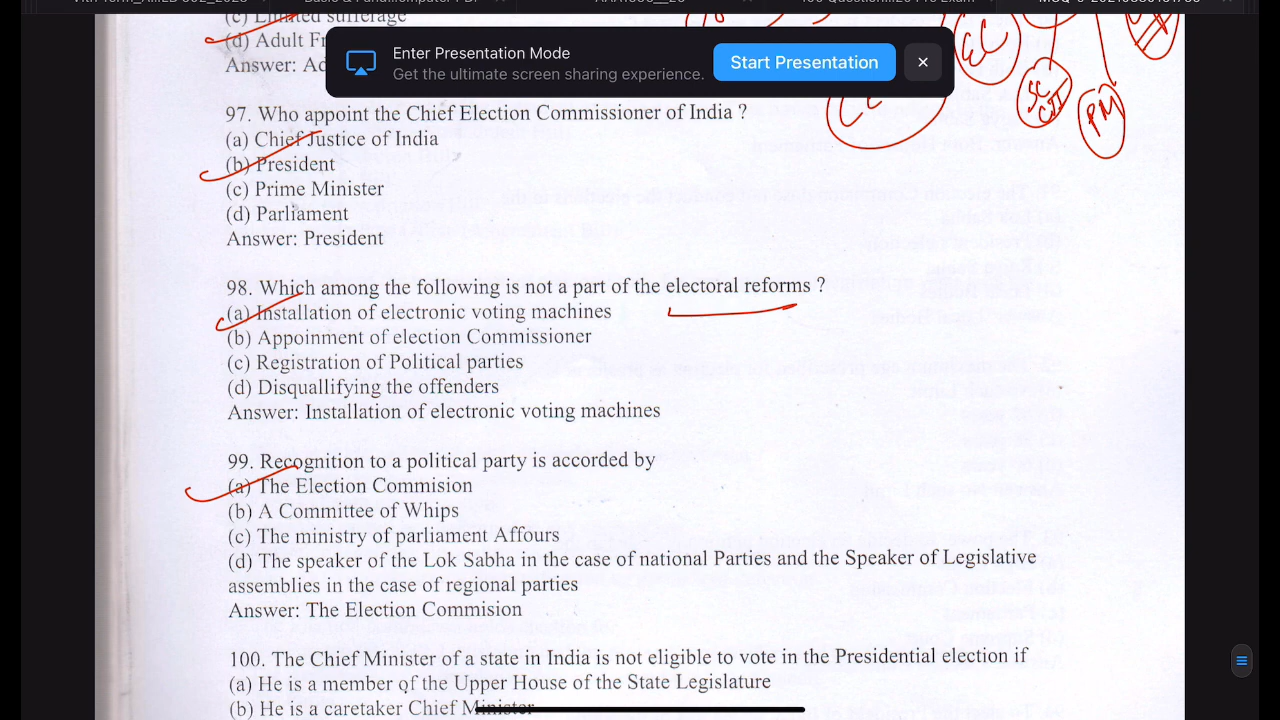 (c) Limited sufferage
(d) Adult Fr
Answer: Ad
Enter Presentation Mode
Get the ultimate screen sharing experience.
Start Presentation
EC
SC
CJI
PM
97. Who appoint the Chief Election Commissioner of India ?
(a) Chief Justice of India
(b) President
(c) Prime Minister
(d) Parliament
Answer: President
98. Which among the following is not a part of the electoral reforms ?
(a) Installation of electronic voting machines
(b) Appoinment of election Commissioner
(c) Registration of Political parties
(d) Disquallifying the offenders
Answer: Installation of electronic voting machines
99. Recognition to a political party is accorded by
(a) The Election Commision
(b) A Committee of Whips
(c) The ministry of parliament Affours
(d) The speaker of the Lok Sabha in the case of national Parties and the Speaker of Legislative
assemblies in the case of regional parties
Answer: The Election Commision
100. The Chief Minister of a state in India is not eligible to vote in the Presidential election if
(a) He is a member of the Upper House of the State Legislature
(b) He is a caretaker Chief Minister